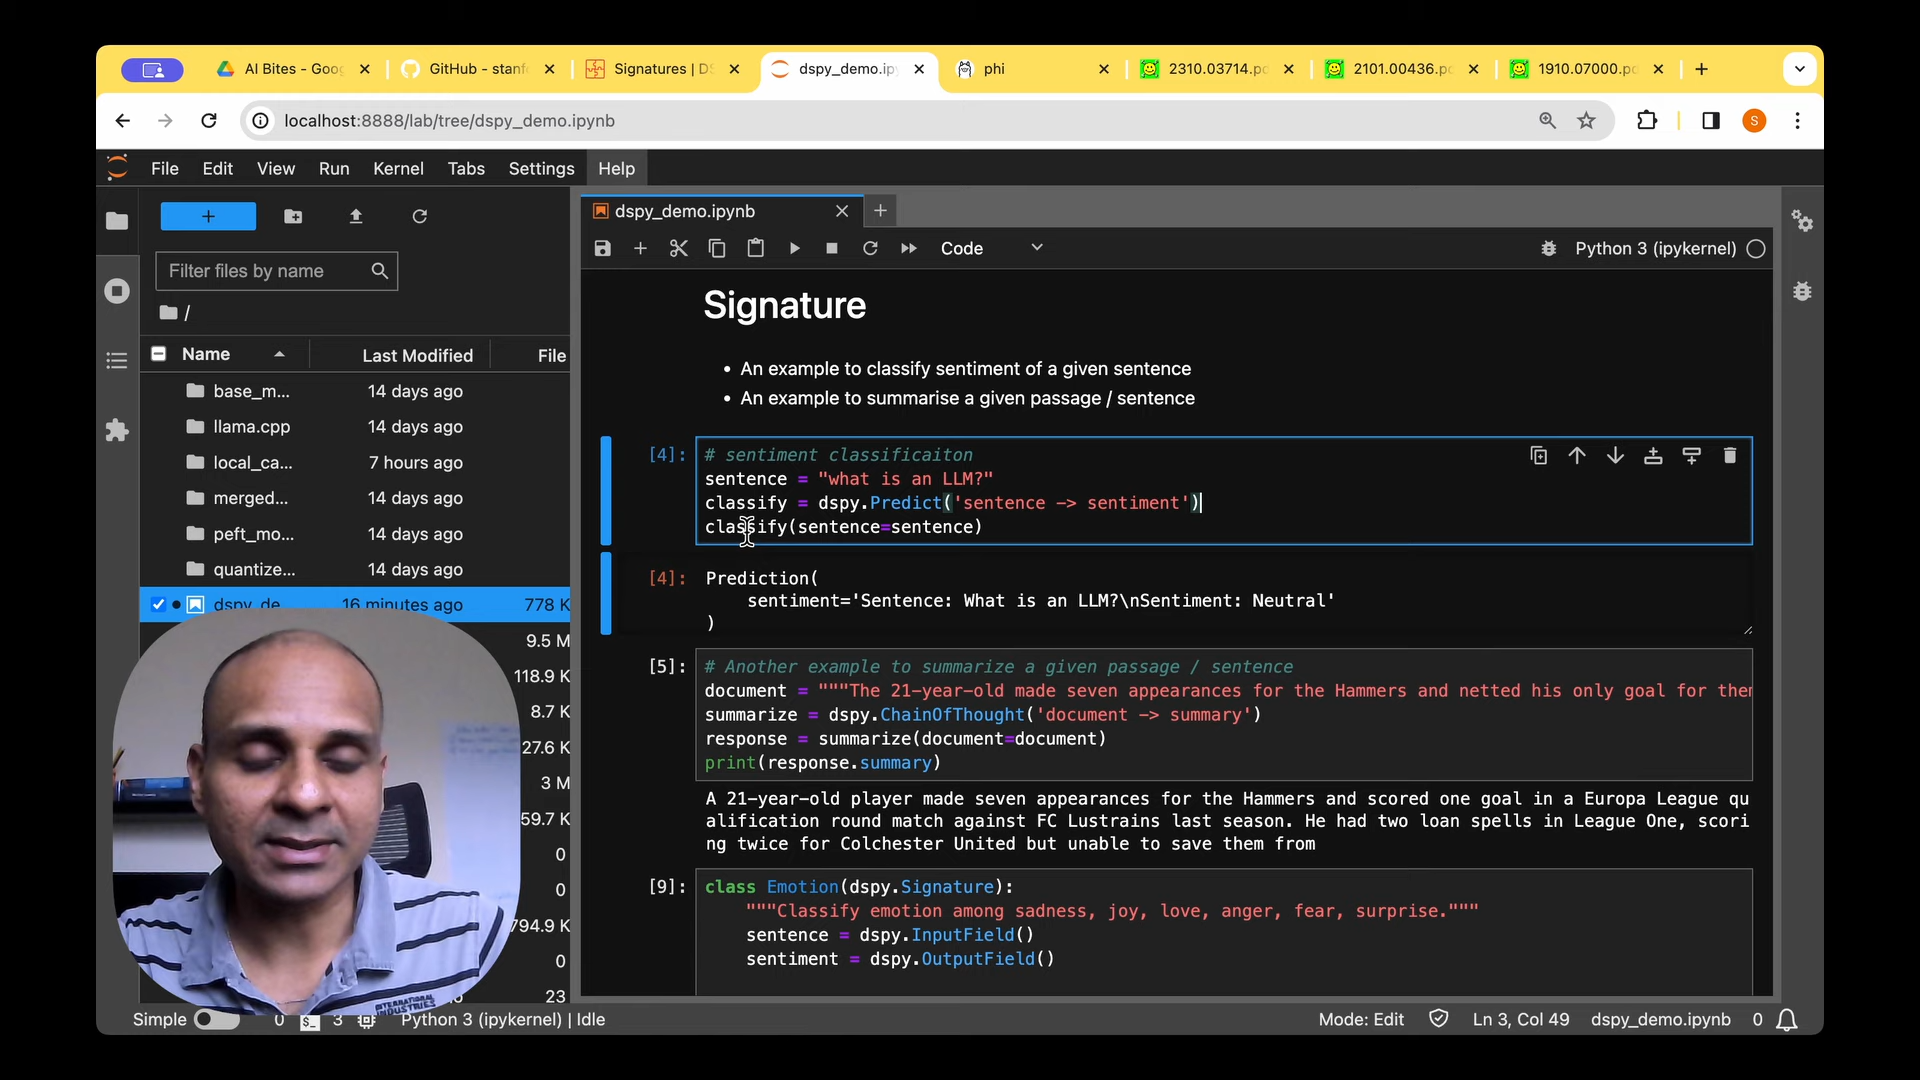 AI Bites - Goog
GitHub - stanf
Signatures | DS
dspy_demo.ipy
phi
2310.03714.pd
2101.00436.pd
1910.07000.pd
localhost:8888/lab/tree/dspy_demo.ipynb
S
File Edit View Run Kernel Tabs Settings Help
dspy_demo.ipynb
Code
Python 3 (ipykernel)
Filter files by name
/
Name Last Modified File
base_m... 14 days ago
llama.cpp 14 days ago
local_ca... 7 hours ago
merged... 14 days ago
peft_mo... 14 days ago
quantize... 14 days ago
dspy_de 16 minutes ago 778 K
9.5 M
118.9 K
8.7 K
27.6 K
3 M
59.7 K
0
0
794.9 K
0
23
Signature
• An example to classify sentiment of a given sentence
• An example to summarise a given passage / sentence
[4]: # sentiment classificaiton
sentence = "what is an LLM?"
classify = dspy.Predict('sentence -> sentiment')
classify(sentence=sentence)
[4]: Prediction(
sentiment='Sentence: What is an LLM?\nSentiment: Neutral'
)
[5]: # Another example to summarize a given passage / sentence
document = """The 21-year-old made seven appearances for the Hammers and netted his only goal for them
summarize = dspy.ChainOfThought('document -> summary')
response = summarize(document=document)
print(response.summary)
A 21-year-old player made seven appearances for the Hammers and scored one goal in a Europa League qu
alification round match against FC Lustrains last season. He had two loan spells in League One, scori
ng twice for Colchester United but unable to save them from
[9]: class Emotion(dspy.Signature):
"""Classify emotion among sadness, joy, love, anger, fear, surprise."""
sentence = dspy.InputField()
sentiment = dspy.OutputField()
INTERNATIONAL
INDUSTRIES
Simple 0 $_ 3 Python 3 (ipykernel) | Idle
Mode: Edit Ln 3, Col 49 dspy_demo.ipynb 0